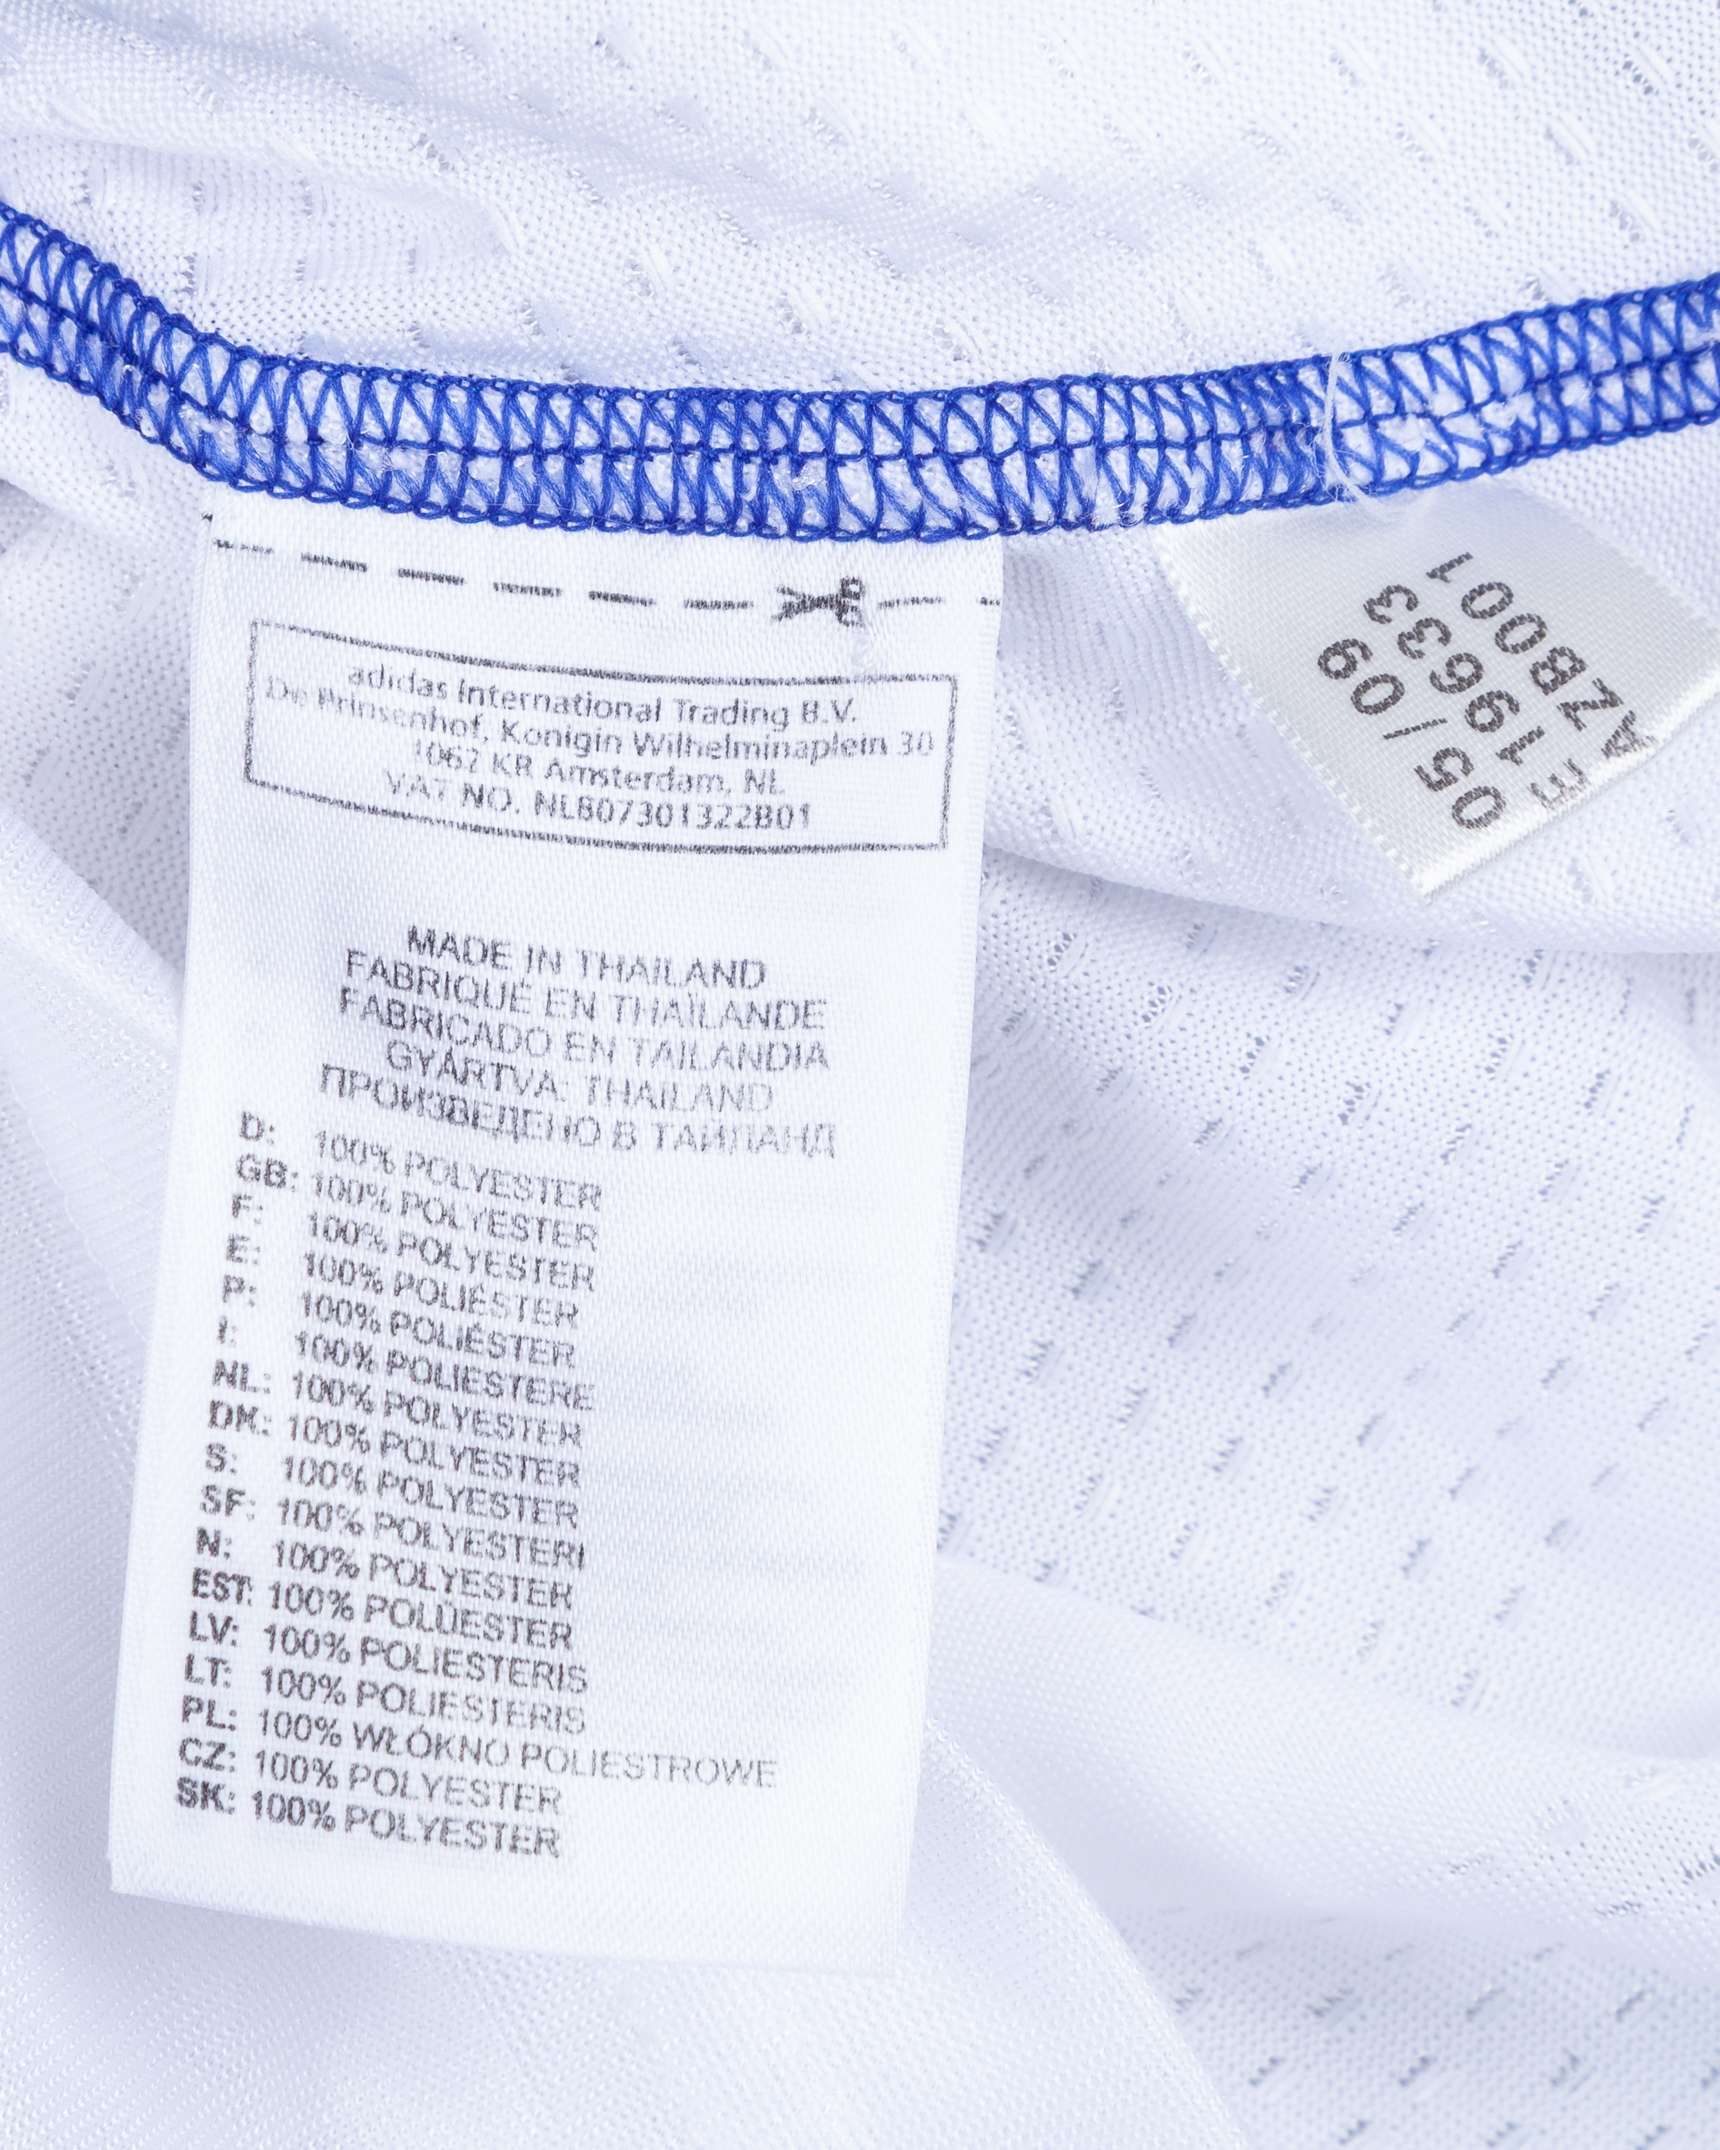 adidas International Trading B.V.
De Prinsenhof, Konigin Wilhelminaplein 30
1062 KR Amsterdam, NL
VAT NO. NL807301322B01
MADE IN THAILAND
FABRIQUÉ EN THAÏLANDE
FABRICADO EN TAILANDIA
GYÁRTVA: THAILAND
ПРОИЗВЕДЕНО В ТАЙЛАНД
D: 100% POLYESTER
GB: 100% POLYESTER
F: 100% POLYESTER
E: 100% POLIÉSTER
P: 100% POLIÉSTER
I: 100% POLIESTERE
NL: 100% POLYESTER
DK: 100% POLYESTER
S: 100% POLYESTER
SF: 100% POLYESTERI
N: 100% POLYESTER
EST: 100% POLÜESTER
LV: 100% POLIESTERIS
LT: 100% POLIESTERIS
PL: 100% WŁÓKNO POLIESTROWE
CZ: 100% POLYESTER
SK: 100% POLYESTER
AZ8001
E19633
05/09